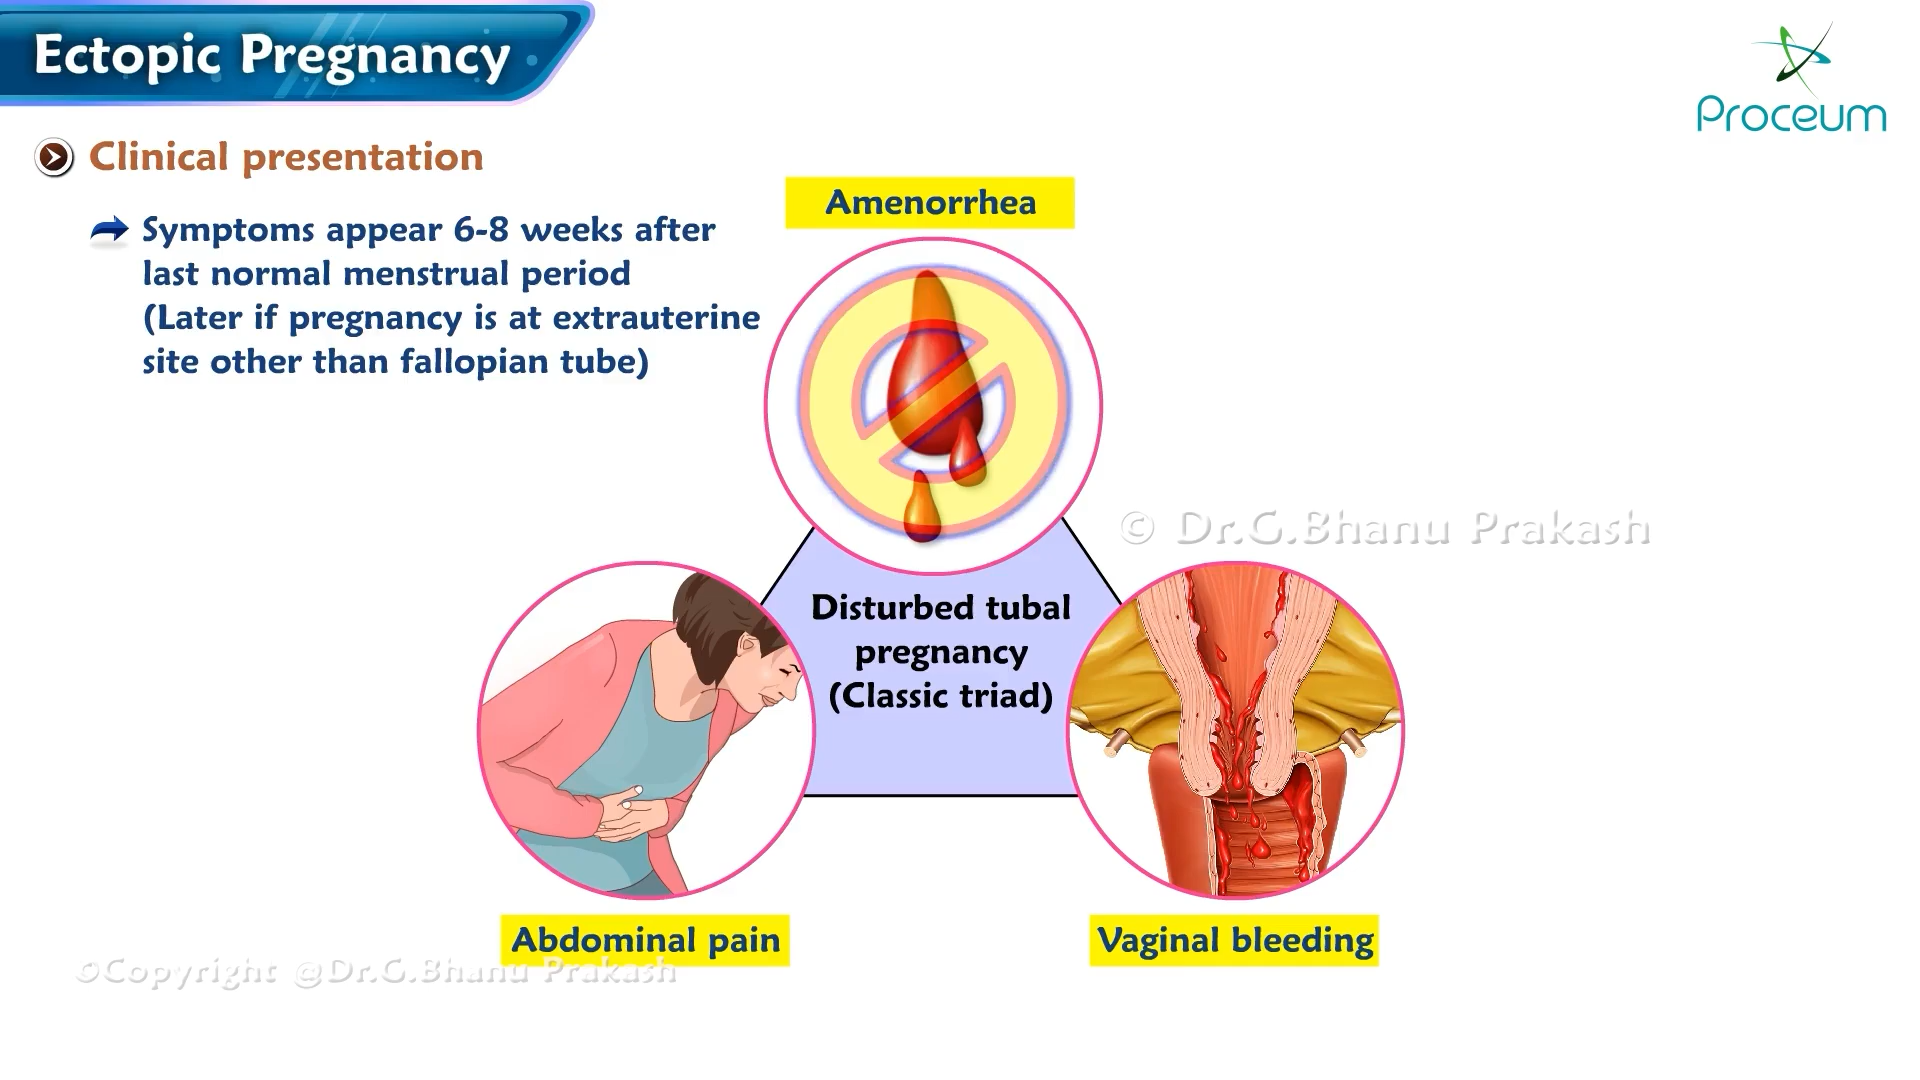 Ectopic Pregnancy
Proceum
Clinical presentation
Symptoms appear 6-8 weeks after
last normal menstrual period
(Later if pregnancy is at extrauterine
site other than fallopian tube)
Amenorrhea
© Dr.G.Bhanu Prakash
Disturbed tubal
pregnancy
(Classic triad)
Abdominal pain
Vaginal bleeding
©Copyright @Dr.G.Bhanu Prakash